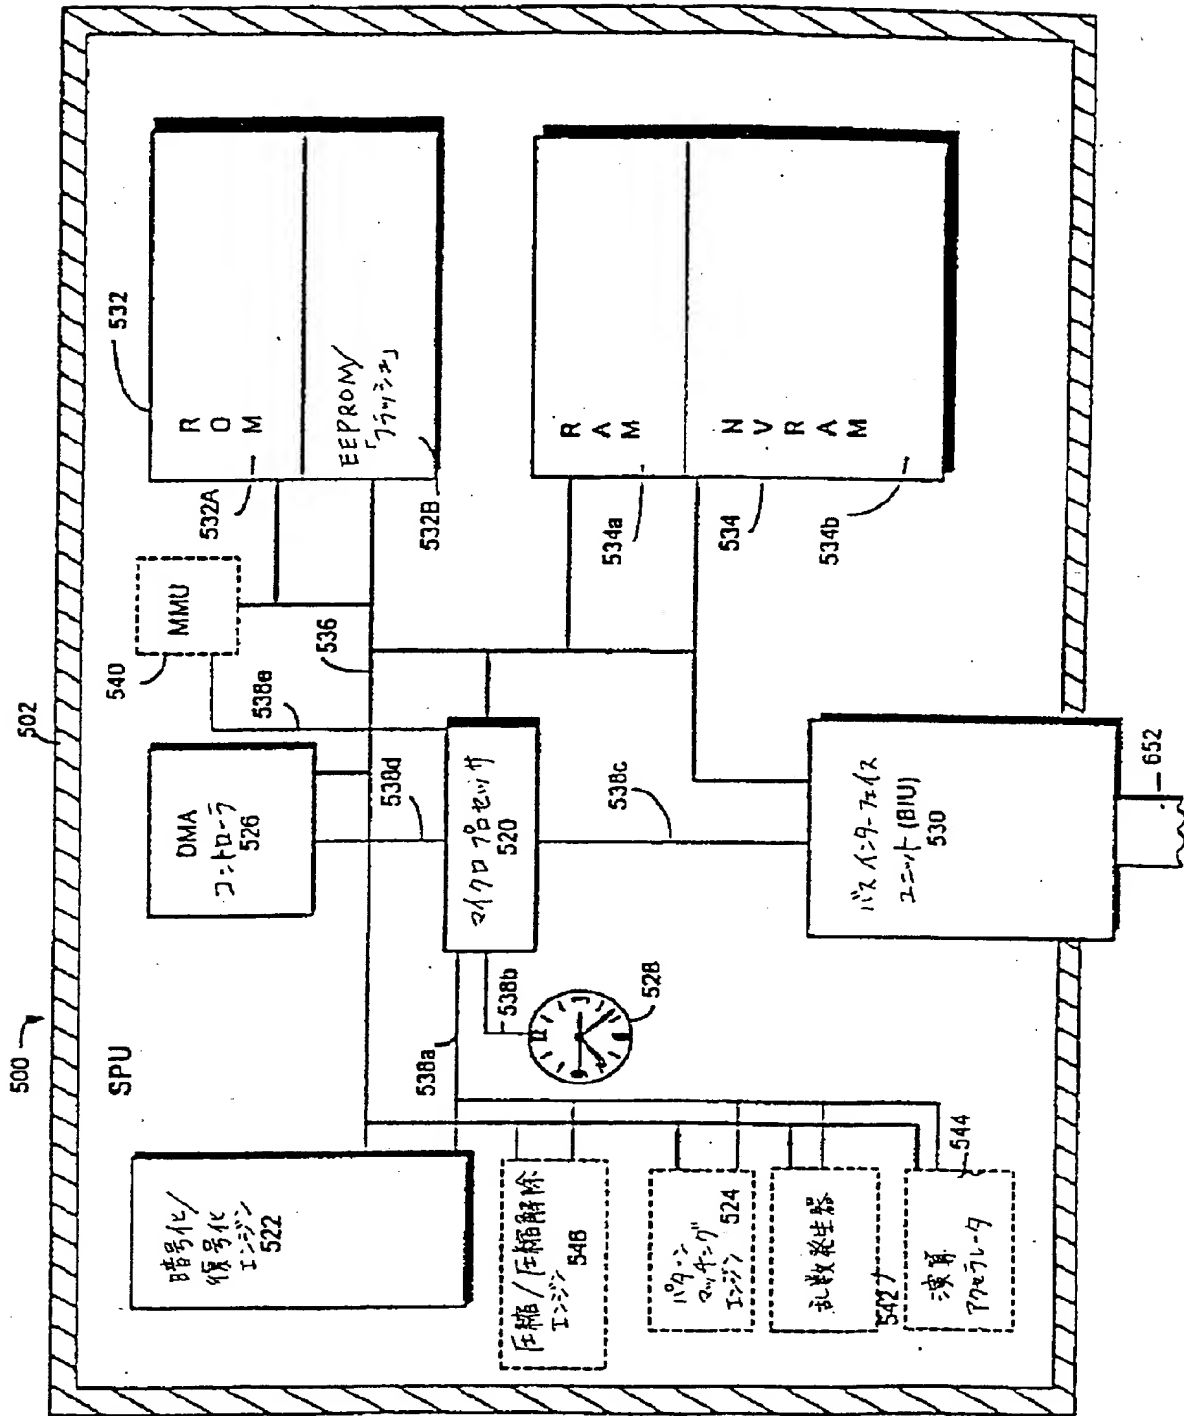 500
502
SPU
暗号化/
復号化
エンジン
522
DMA
コントローラ
526
540
MMU
532
R
O
M
532A
EEPROM/
「フラッシュ」
532B
538e
536
538d
538a
538b
マイクロプロセッサ
520
538c
528
圧縮/圧縮解除
エンジン
546
パターン
マッチング
エンジン
524
乱数発生器
542
演算
アクセラレータ
544
R
A
M
534a
534
N
V
R
A
M
534b
バスインターフェイス
ユニット(BIU)
530
652